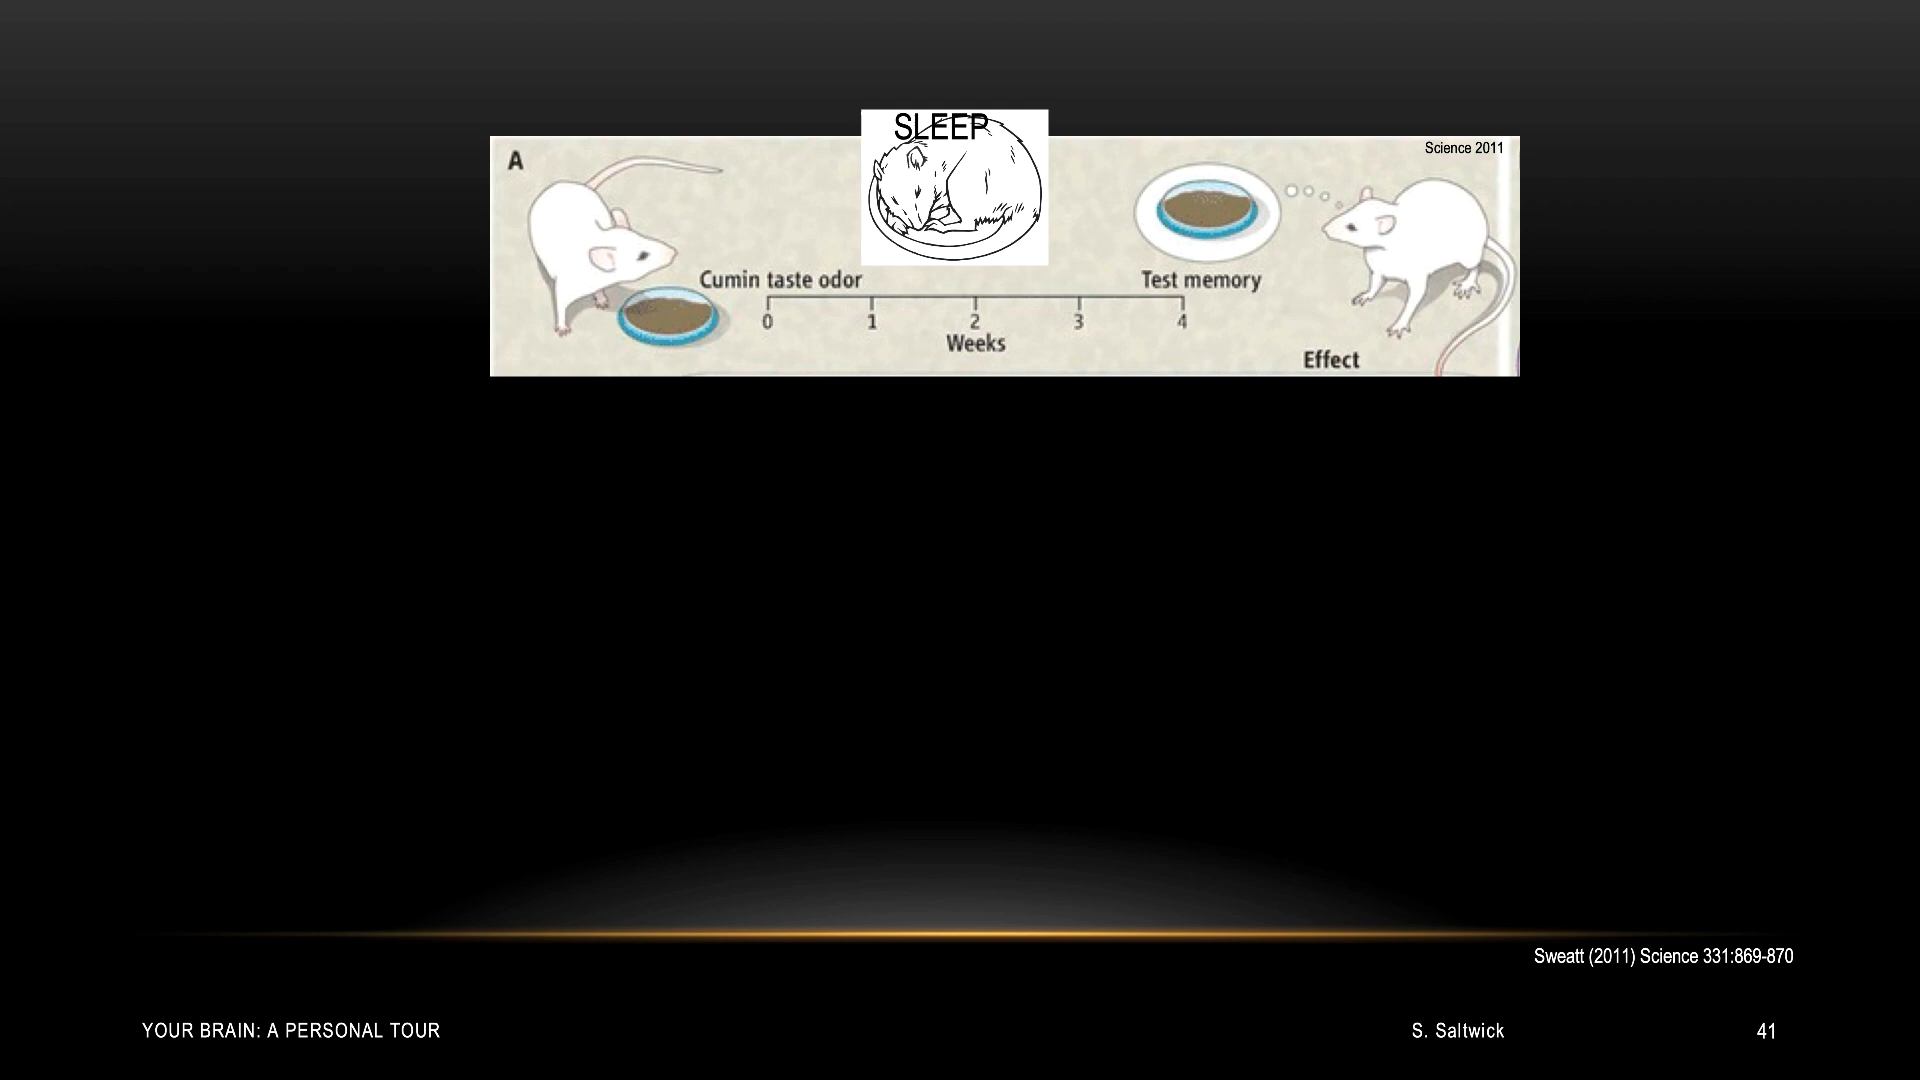 SLEEP
A
Science 2011
Cumin taste odor
Test memory
0 1 2 3 4
Weeks
Effect
Sweatt (2011) Science 331:869-870
YOUR BRAIN: A PERSONAL TOUR
S. Saltwick
41